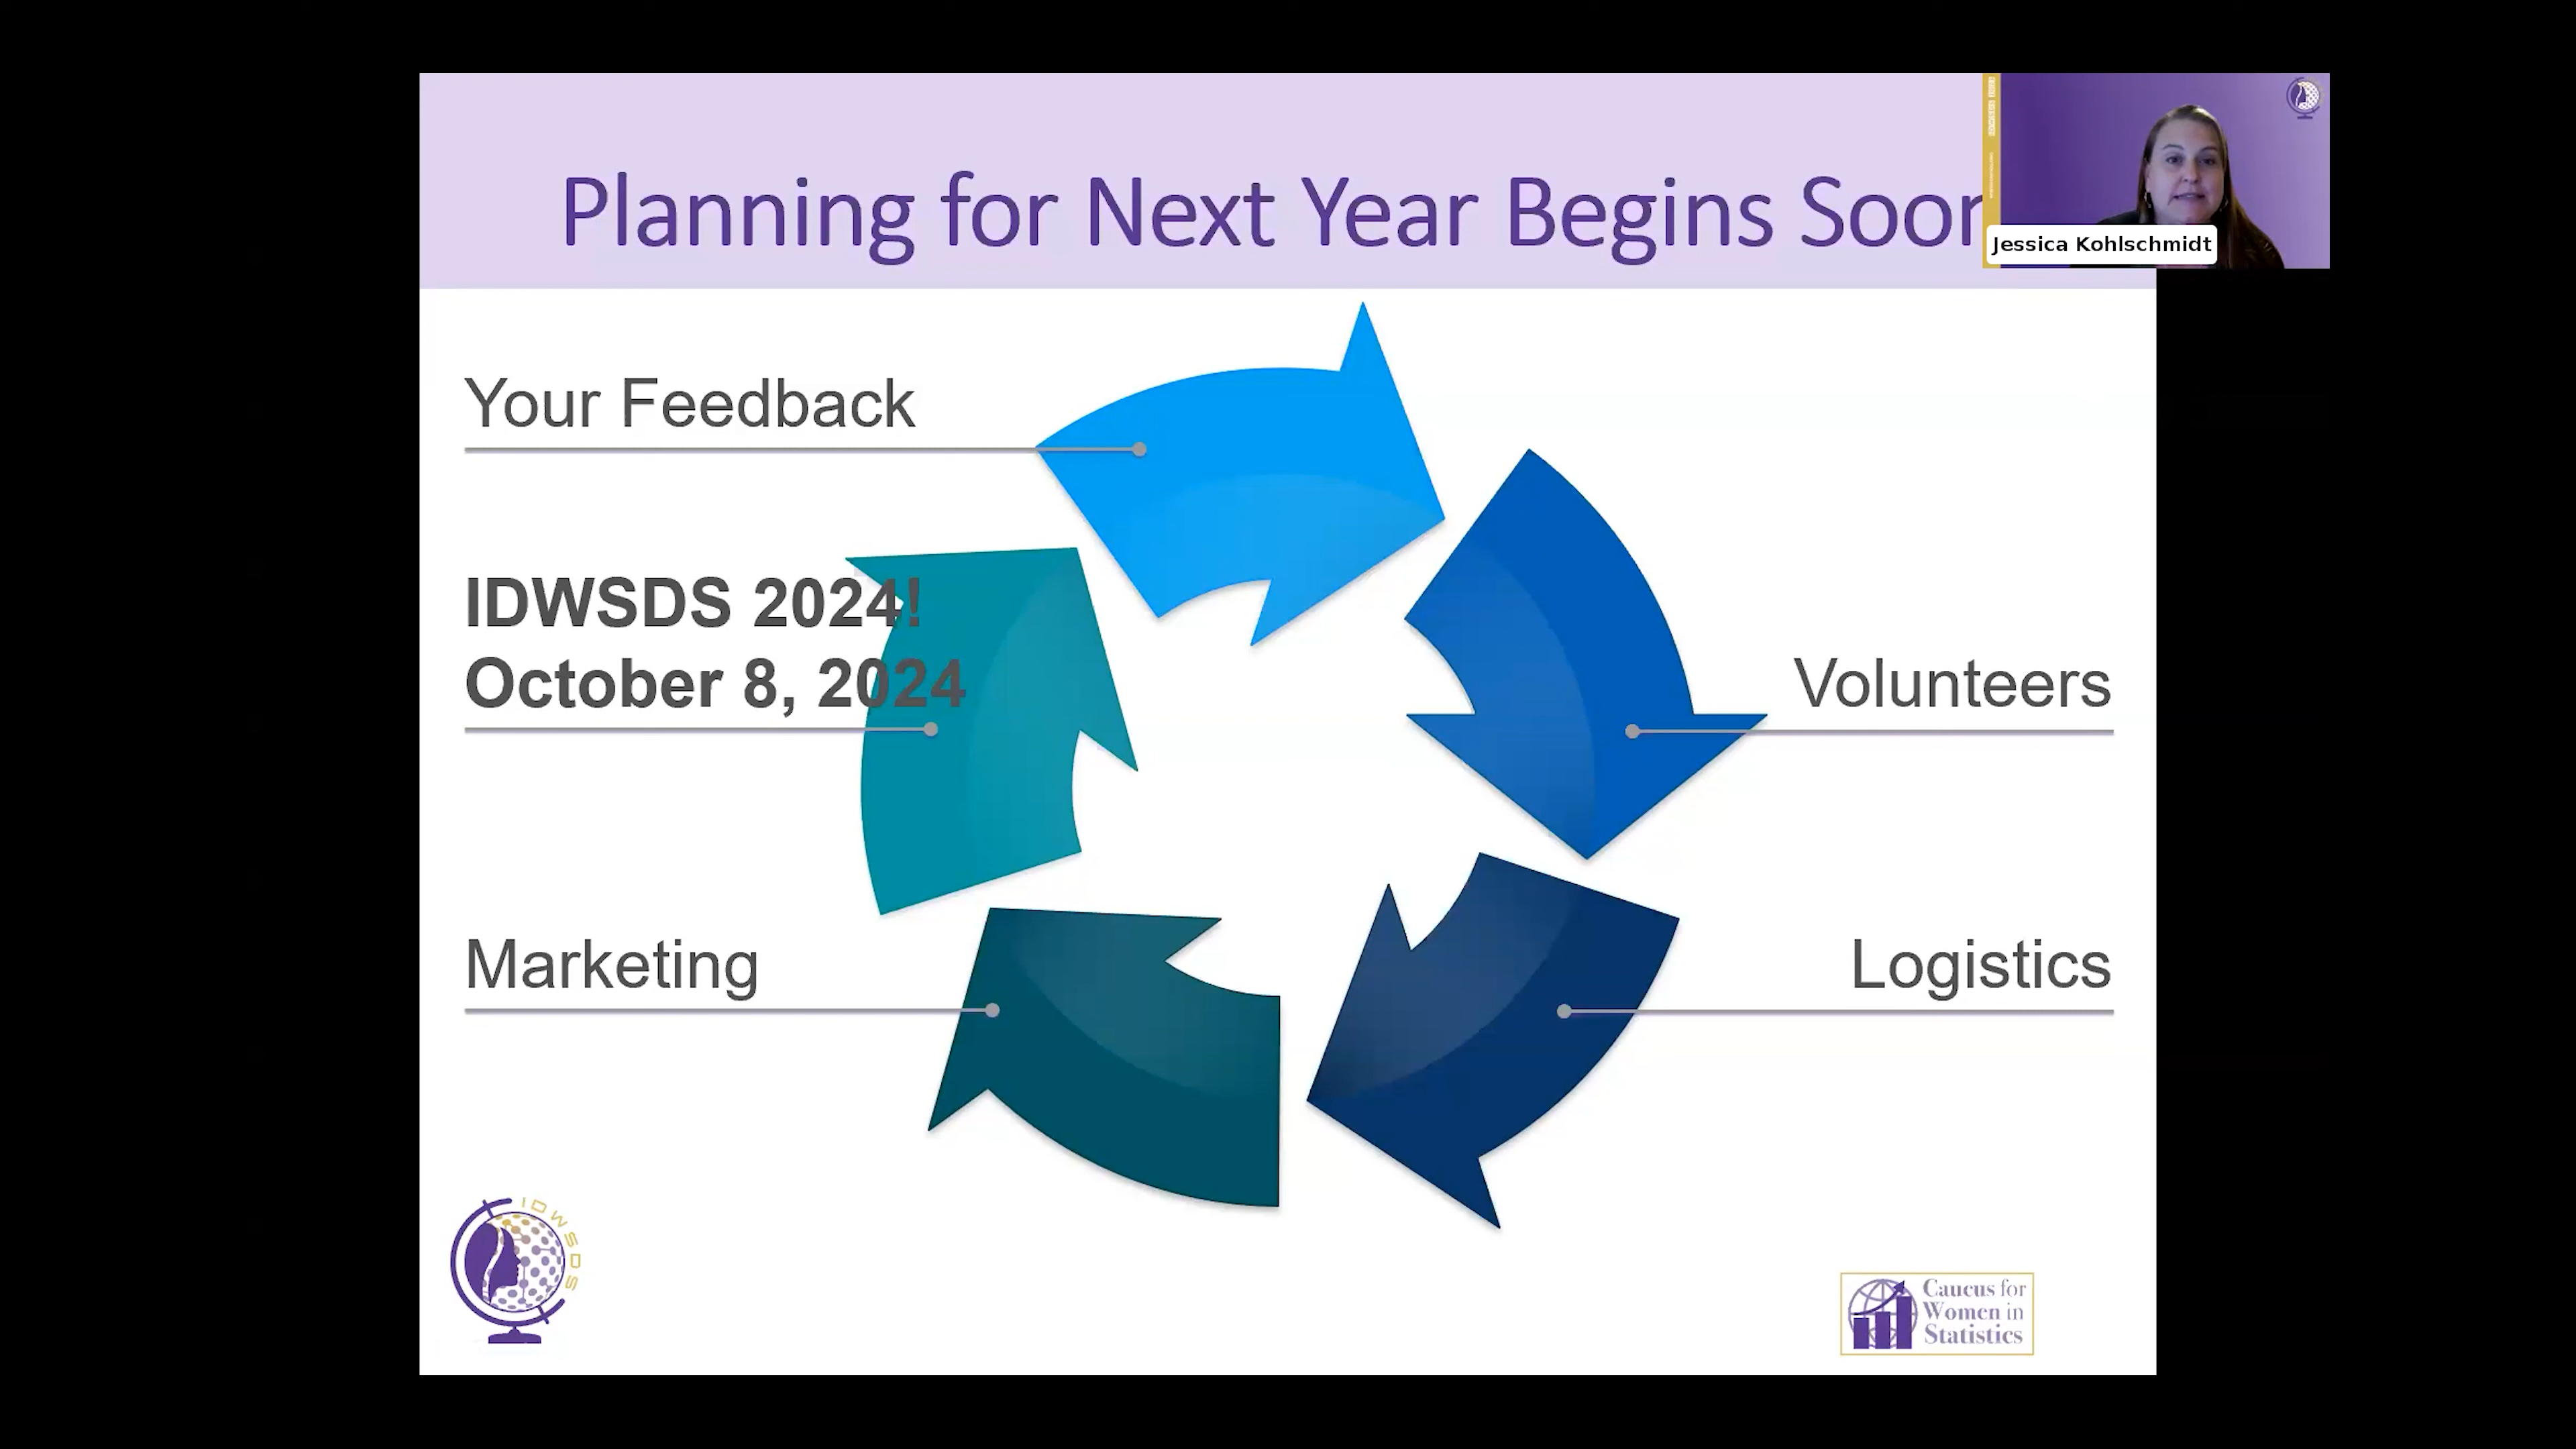 Planning for Next Year Begins Soon
Jessica Kohlschmidt
Your Feedback
IDWSDS 2024!
October 8, 2024
Volunteers
Marketing
Logistics
IDWSDS
Caucus for
Women in
Statistics